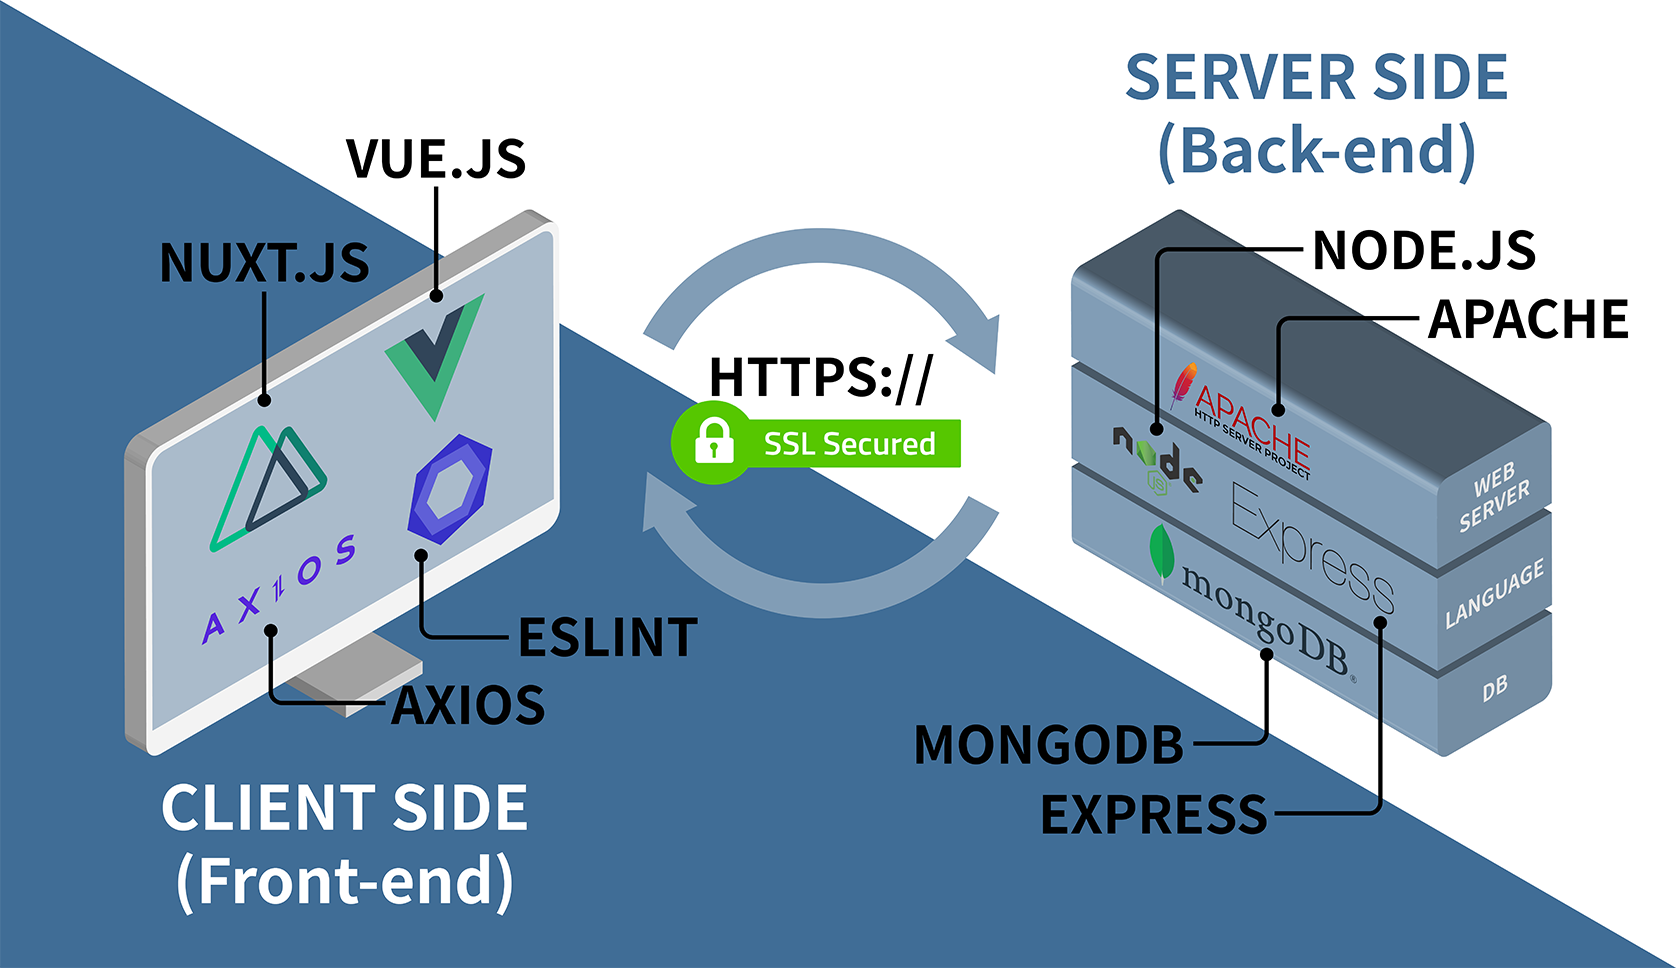 SERVER SIDE
(Back-end)
VUE.JS
NUXT.JS
NODE.JS
APACHE
HTTPS://
SSL Secured
APACHE
HTTP SERVER PROJECT
node
JS
Express
mongoDB®
WEB
SERVER
LANGUAGE
DB
AXIOS
ESLINT
AXIOS
MONGODB
EXPRESS
CLIENT SIDE
(Front-end)